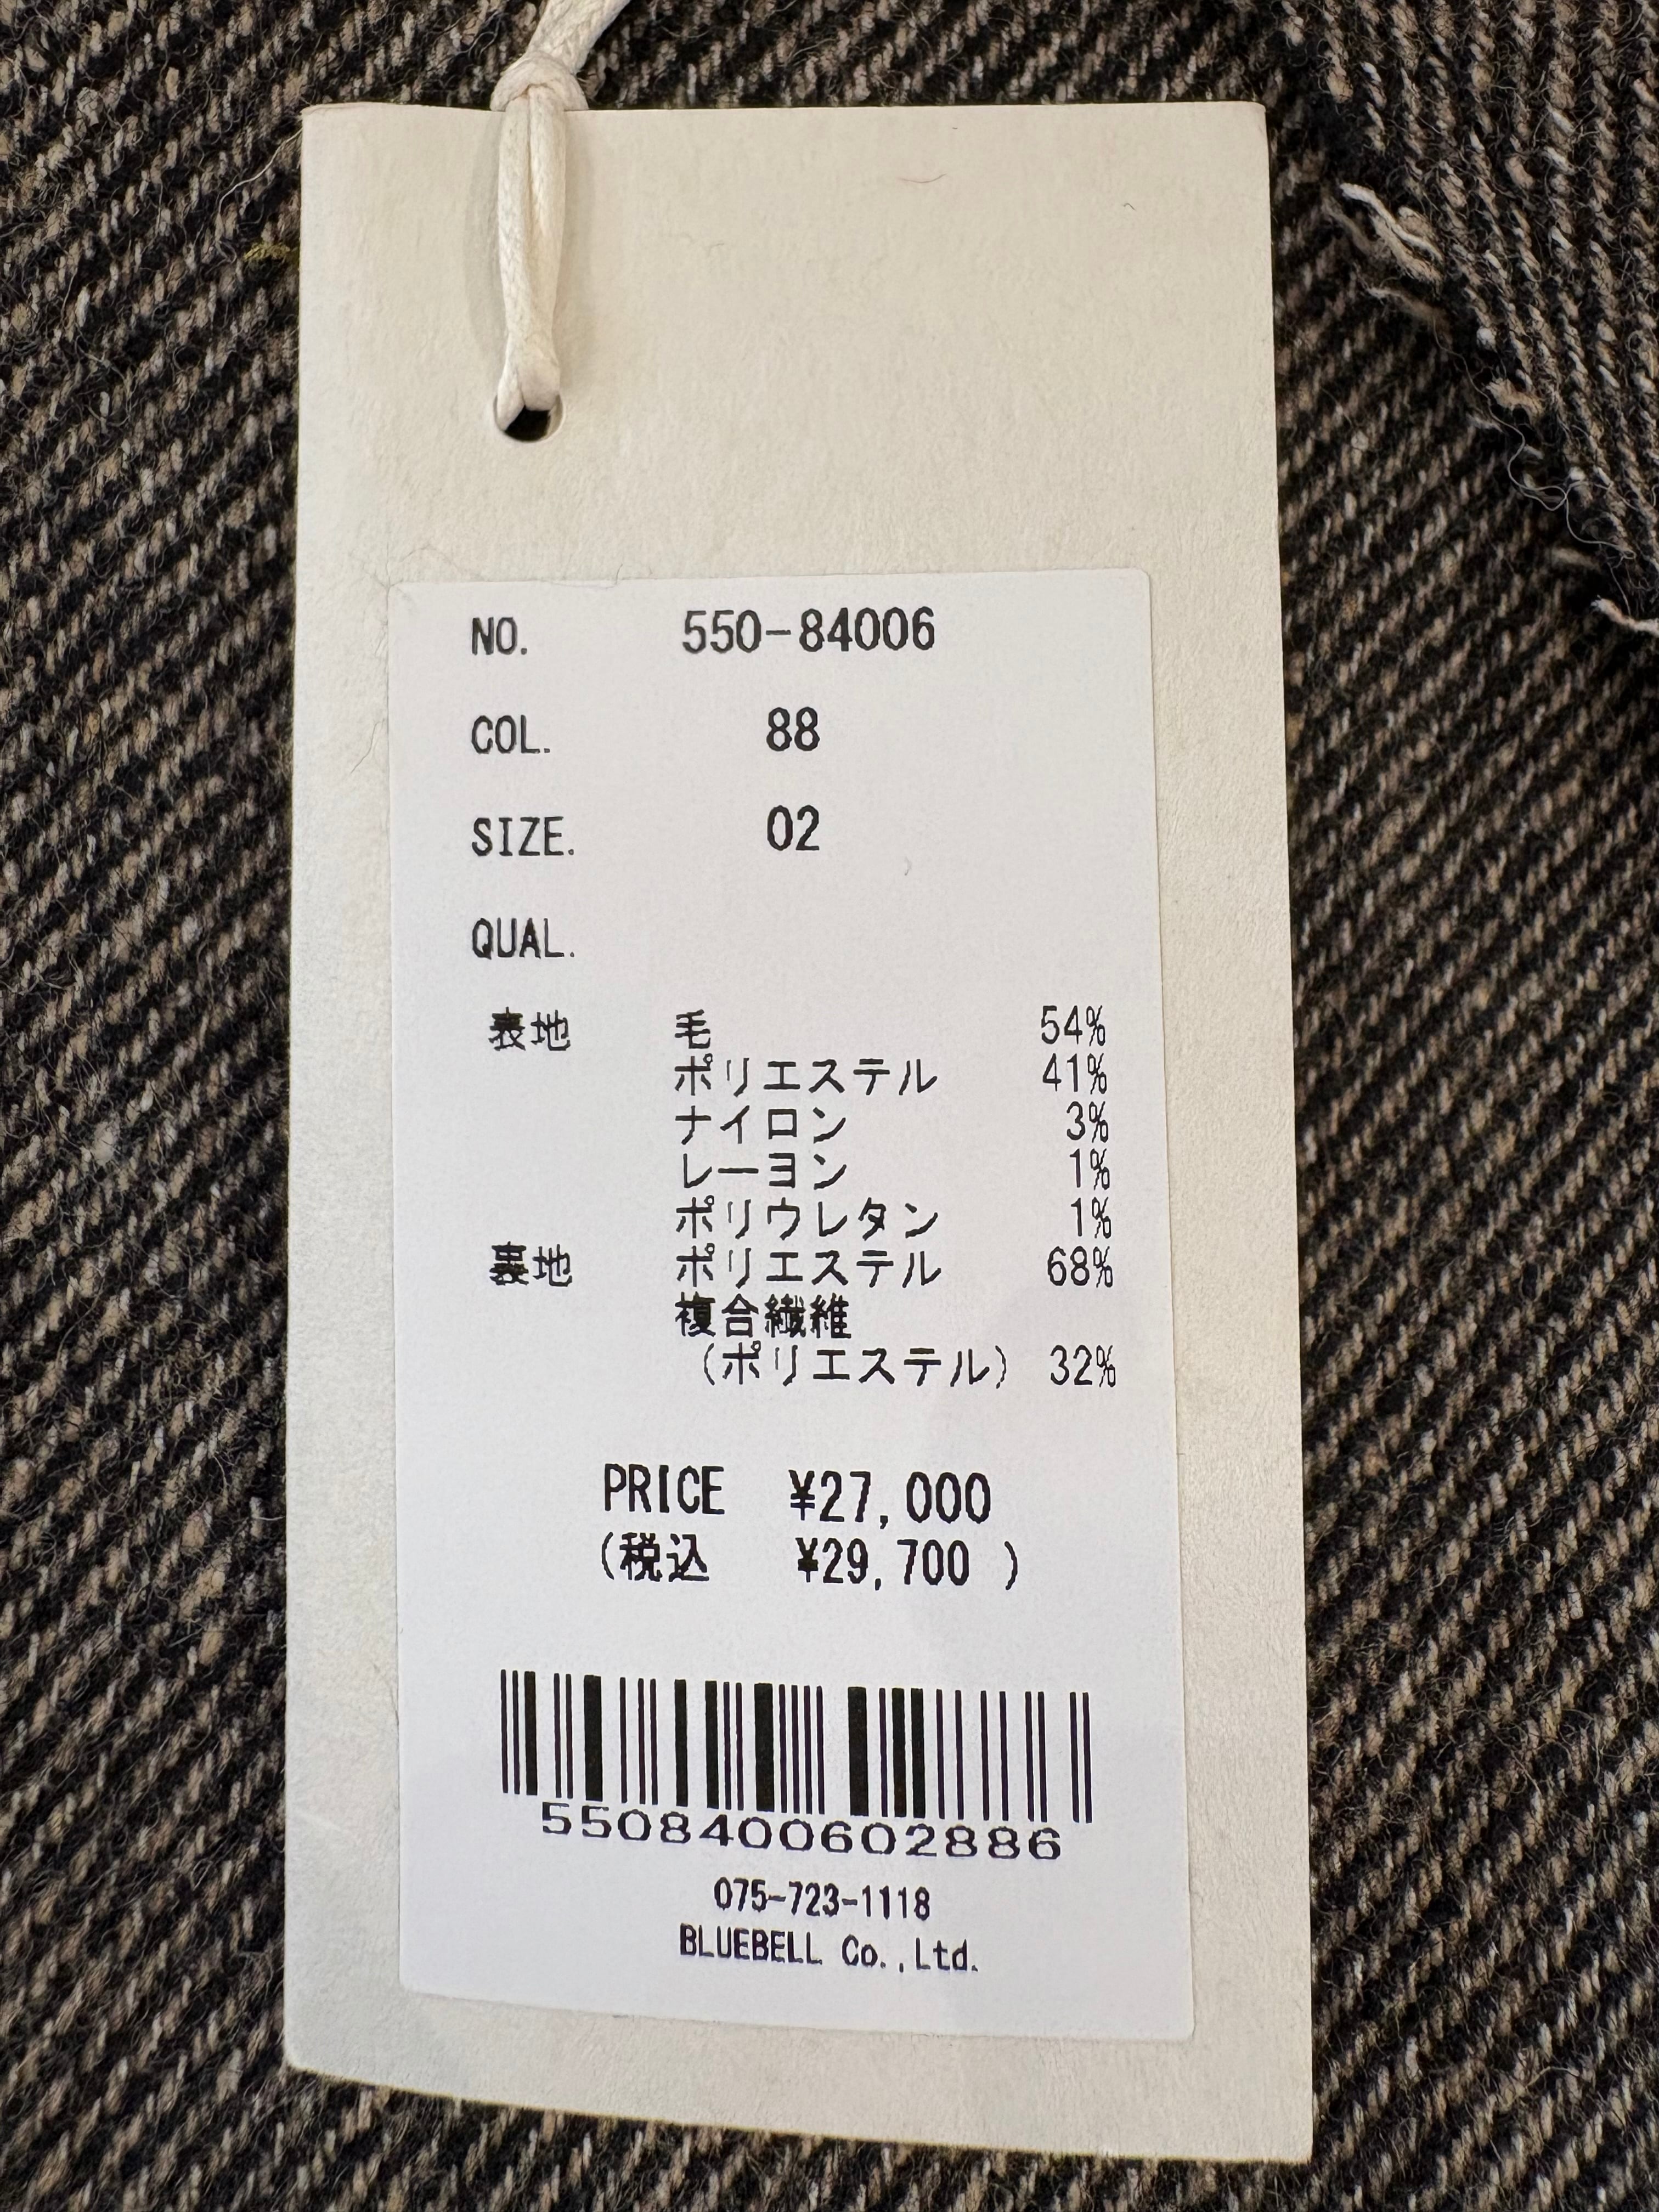 NO. 550-84006
COL. 88
SIZE. 02
QUAL.
表地 毛 54%
ポリエステル 41%
ナイロン 3%
レーヨン 1%
ポリウレタン 1%
裏地 ポリエステル 68%
複合繊維
(ポリエステル) 32%
PRICE ¥27,000
(税込 ¥29,700 )
5508400602886
075-723-1118
BLUEBELL Co.,Ltd.